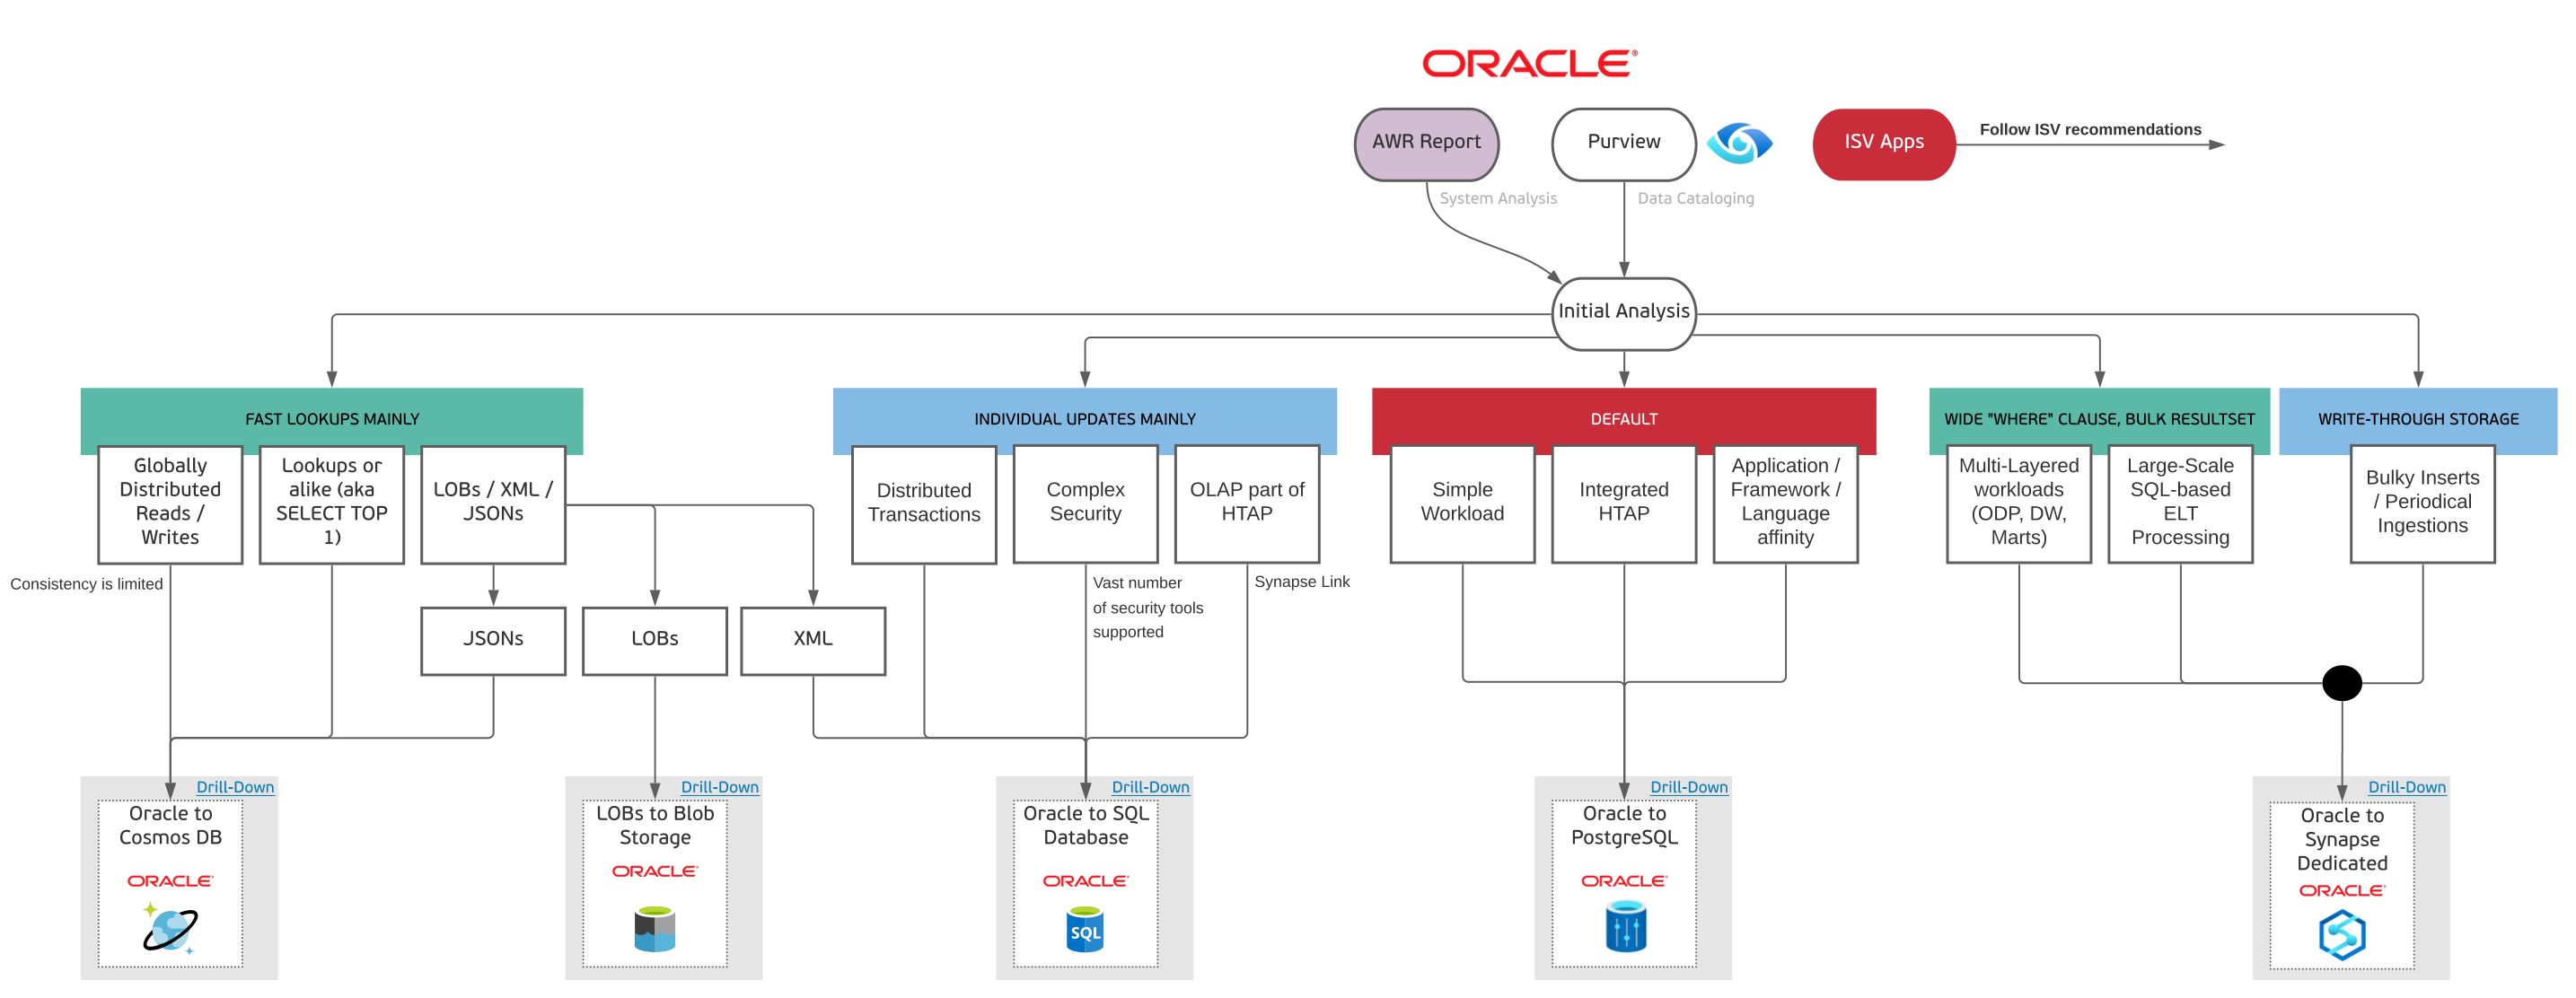 ORACLE®
AWR Report
Purview
ISV Apps
Follow ISV recommendations
System Analysis
Data Cataloging
Initial Analysis
FAST LOOKUPS MAINLY
INDIVIDUAL UPDATES MAINLY
DEFAULT
WIDE "WHERE" CLAUSE, BULK RESULTSET
WRITE-THROUGH STORAGE
Globally
Distributed
Reads /
Writes
Lookups or
alike (aka
SELECT TOP
1)
LOBs / XML /
JSONs
Distributed
Transactions
Complex
Security
OLAP part of
HTAP
Simple
Workload
Integrated
HTAP
Application /
Framework /
Language
affinity
Multi-Layered
workloads
(ODP, DW,
Marts)
Large-Scale
SQL-based
ELT
Processing
Bulky Inserts
/ Periodical
Ingestions
Consistency is limited
Vast number
of security tools
supported
Synapse Link
JSONs
LOBs
XML
Drill-Down
Oracle to
Cosmos DB
ORACLE®
Drill-Down
LOBs to Blob
Storage
ORACLE®
Drill-Down
Oracle to SQL
Database
ORACLE®
SQL
Drill-Down
Oracle to
PostgreSQL
ORACLE®
Drill-Down
Oracle to
Synapse
Dedicated
ORACLE®